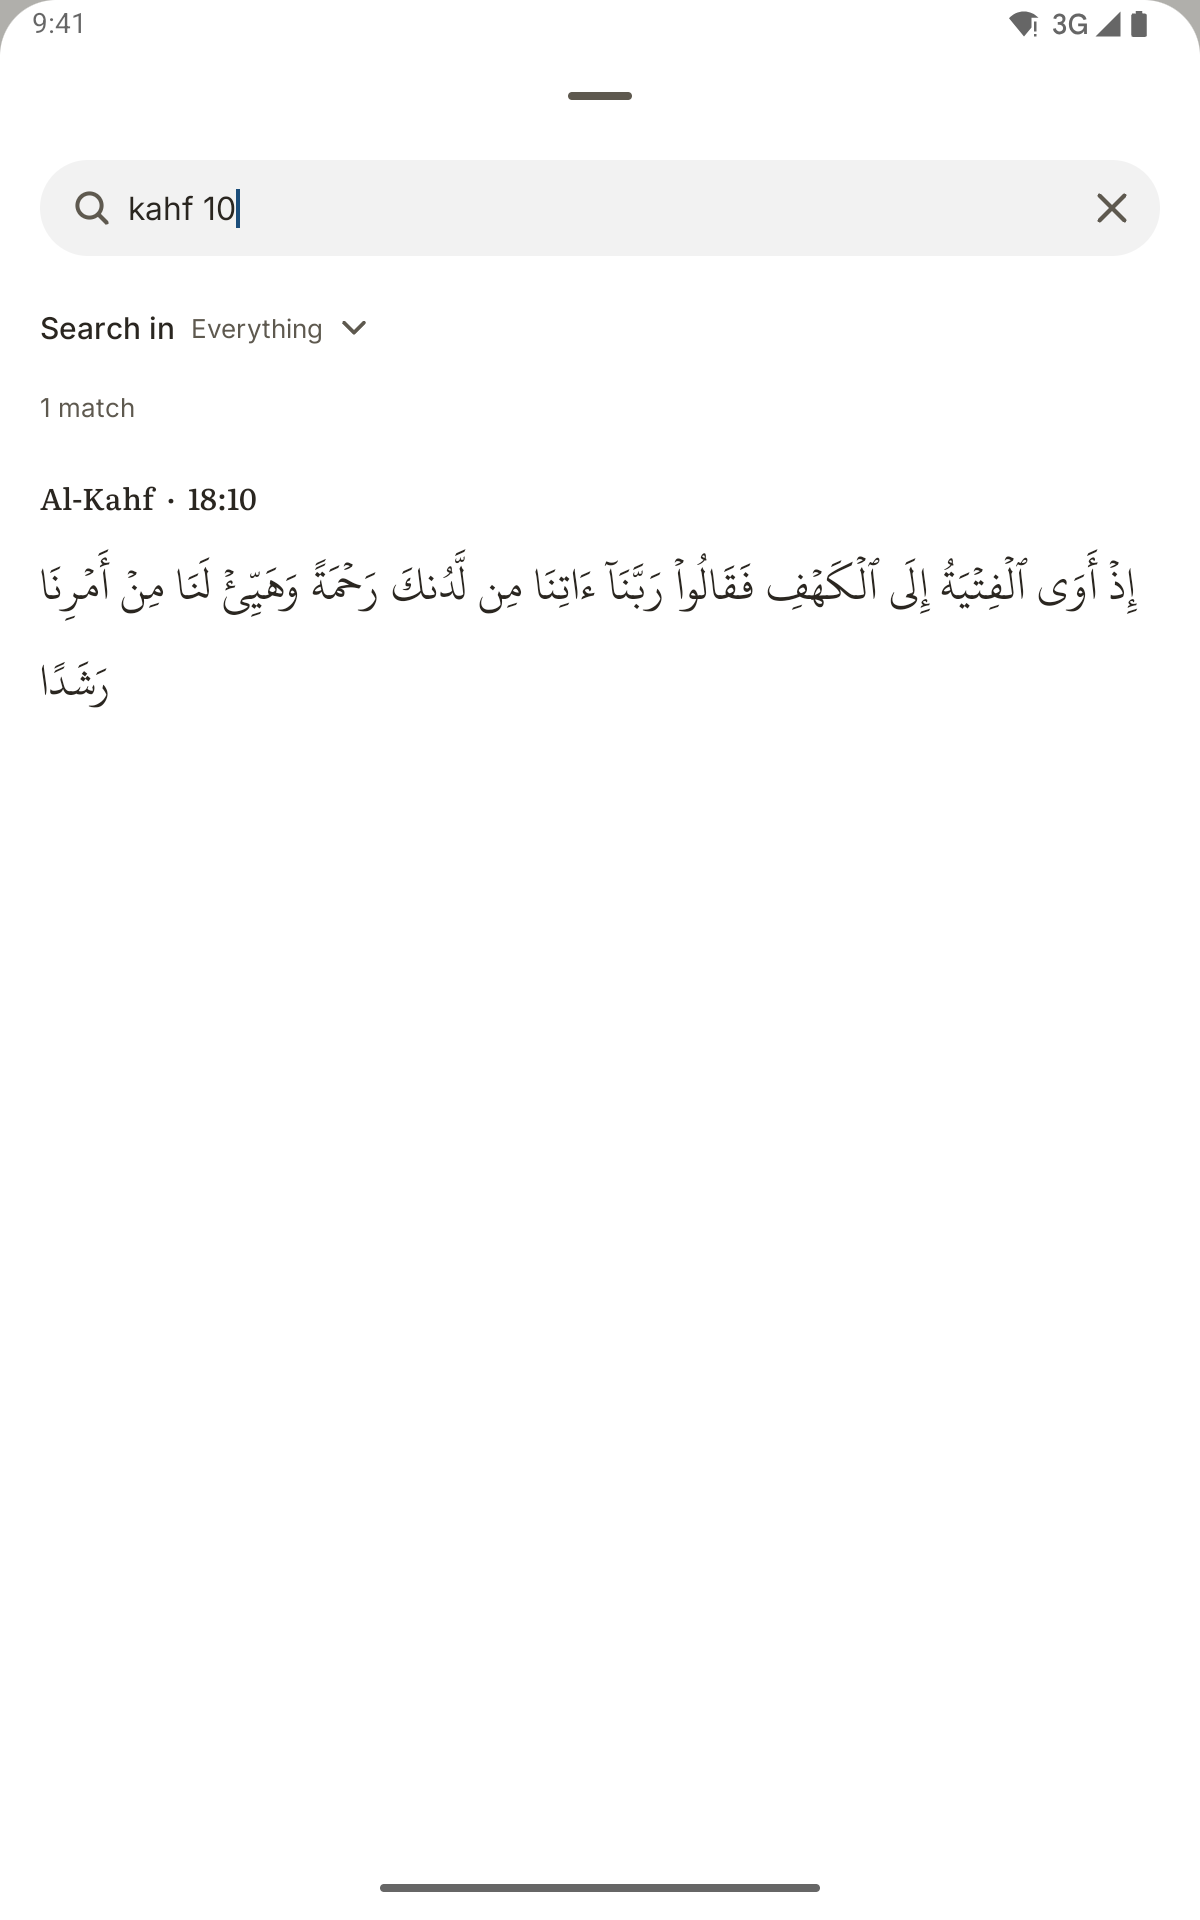 9:41
3G
kahf 10
Search in Everything
1 match
Al-Kahf · 18:10
إِذْ أَوَى ٱلْفِتْيَةُ إِلَى ٱلْكَهْفِ فَقَالُوا۟ رَبَّنَآ ءَاتِنَا مِن لَّدُنكَ رَحْمَةً وَهَيِّئْ لَنَا مِنْ أَمْرِنَا
رَشَدًا